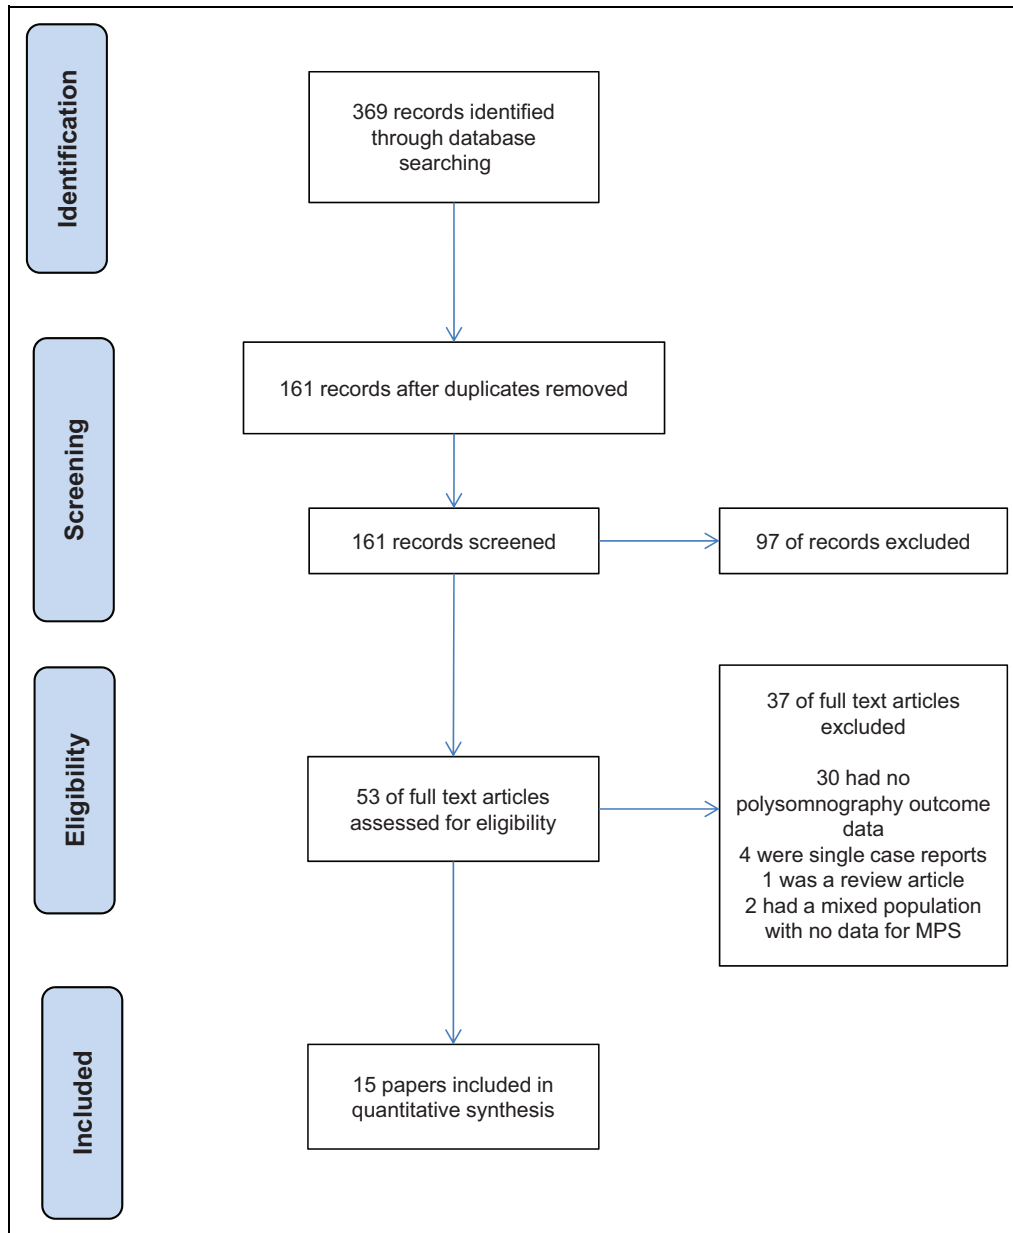 Identification
369 records identified
through database
searching
Screening
161 records after duplicates removed
161 records screened
97 of records excluded
Eligibility
53 of full text articles
assessed for eligibility
37 of full text articles
excluded
30 had no
polysomnography outcome
data
4 were single case reports
1 was a review article
2 had a mixed population
with no data for MPS
Included
15 papers included in
quantitative synthesis